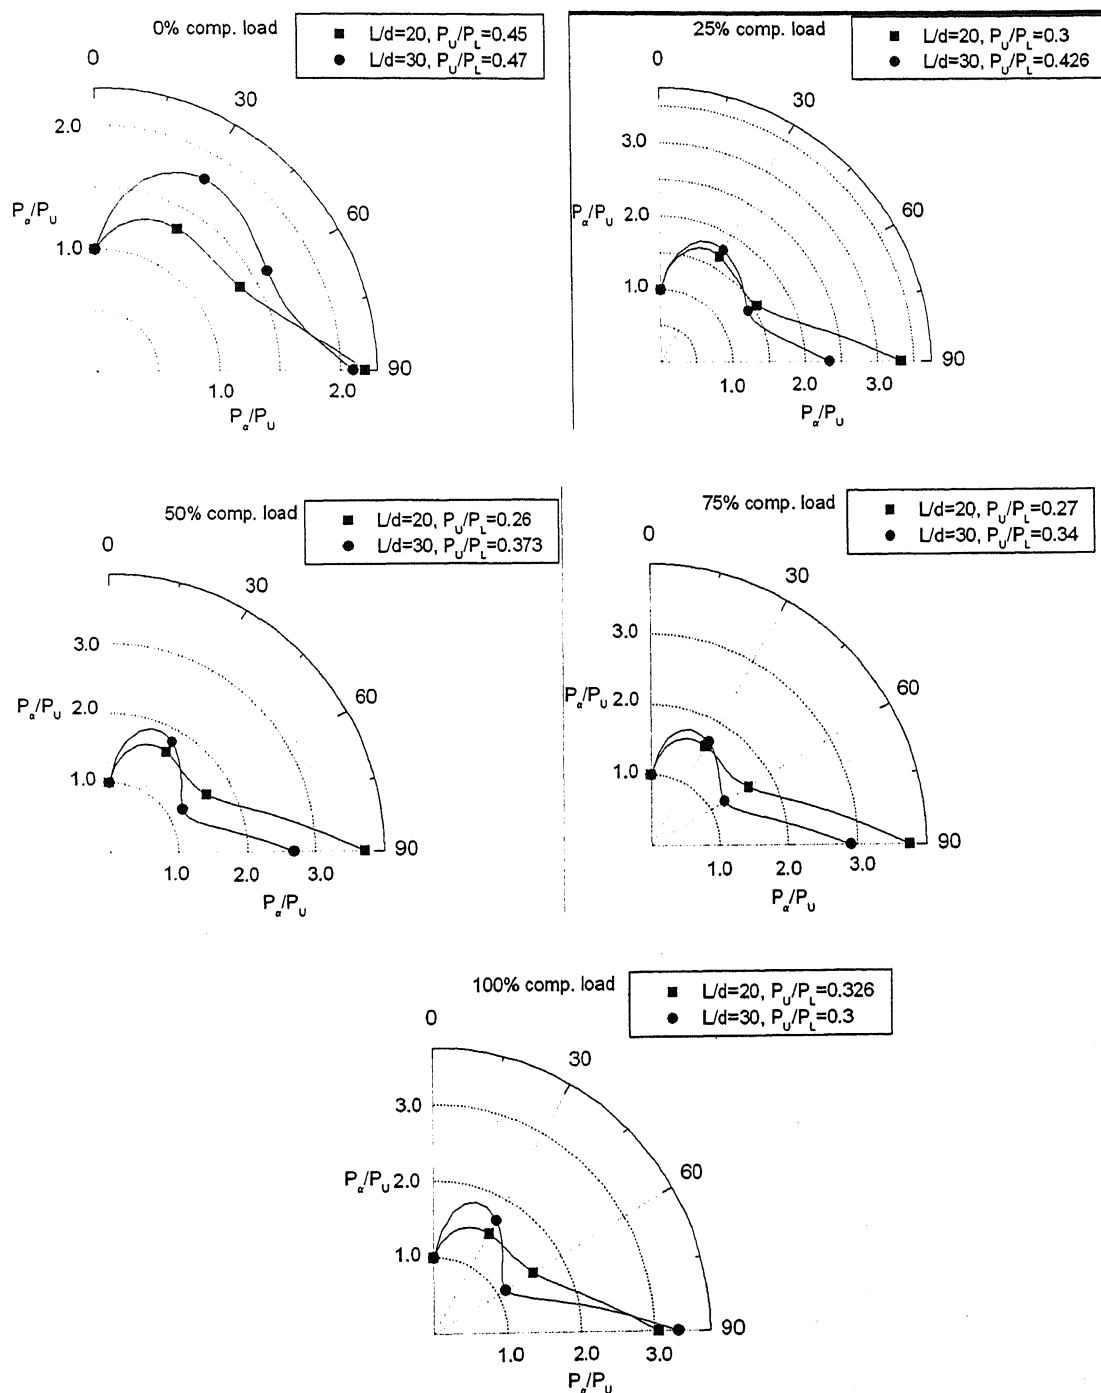 0% comp. load
L/d=20, P_U/P_L=0.45
L/d=30, P_U/P_L=0.47
0
30
2.0
60
P_α/P_U
1.0
90
1.0
2.0
P_α/P_U
25% comp. load
L/d=20, P_U/P_L=0.3
L/d=30, P_U/P_L=0.426
0
30
3.0
60
2.0
P_α/P_U
1.0
90
1.0
2.0
3.0
P_α/P_U
50% comp. load
L/d=20, P_U/P_L=0.26
L/d=30, P_U/P_L=0.373
0
30
3.0
60
2.0
P_α/P_U
1.0
90
1.0
2.0
3.0
P_α/P_U
75% comp. load
L/d=20, P_U/P_L=0.27
L/d=30, P_U/P_L=0.34
0
30
3.0
60
P_α/P_U
2.0
1.0
90
1.0
2.0
3.0
P_α/P_U
100% comp. load
L/d=20, P_U/P_L=0.326
L/d=30, P_U/P_L=0.3
0
30
3.0
60
P_α/P_U
2.0
1.0
90
1.0
2.0
3.0
P_α/P_U